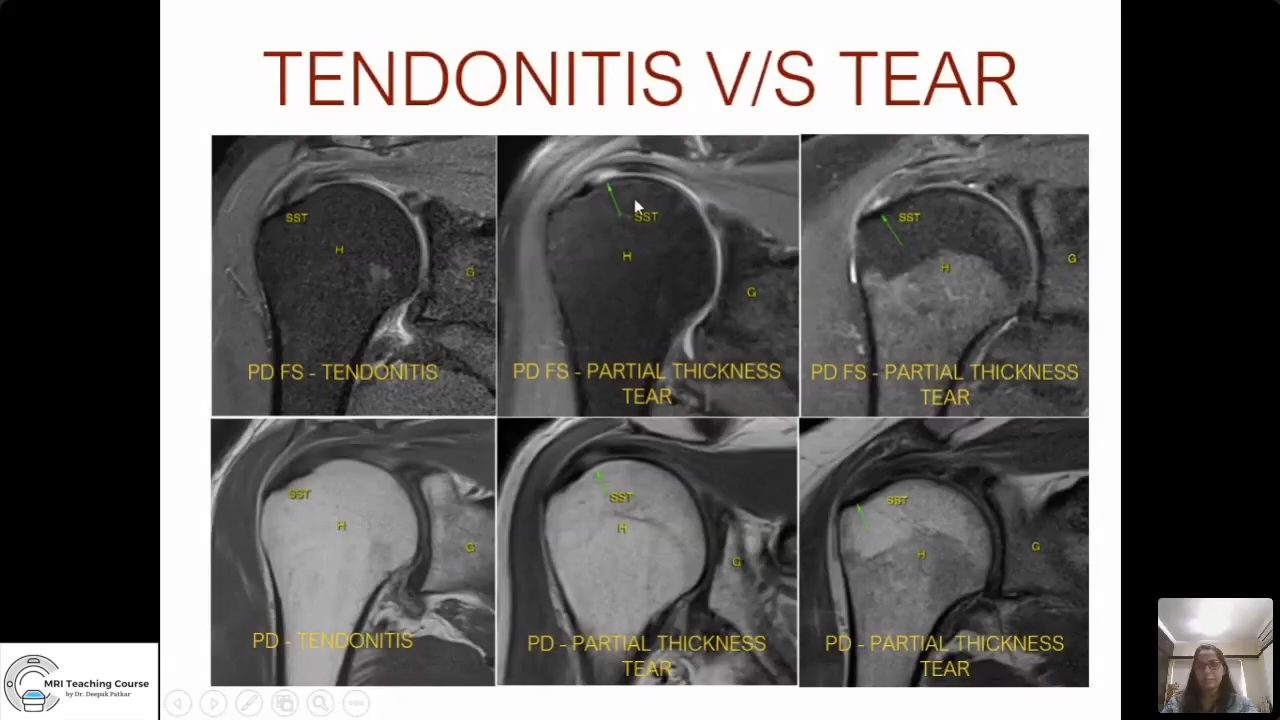 TENDONITIS V/S TEAR
SST
H
G
PD FS - TENDONITIS
SST
H
G
PD FS - PARTIAL THICKNESS
TEAR
SST
H
G
PD FS - PARTIAL THICKNESS
TEAR
SST
H
G
PD - TENDONITIS
SST
H
G
PD - PARTIAL THICKNESS
TEAR
SST
H
G
PD - PARTIAL THICKNESS
TEAR
MRI Teaching Course
by Dr. Deepak Patkar